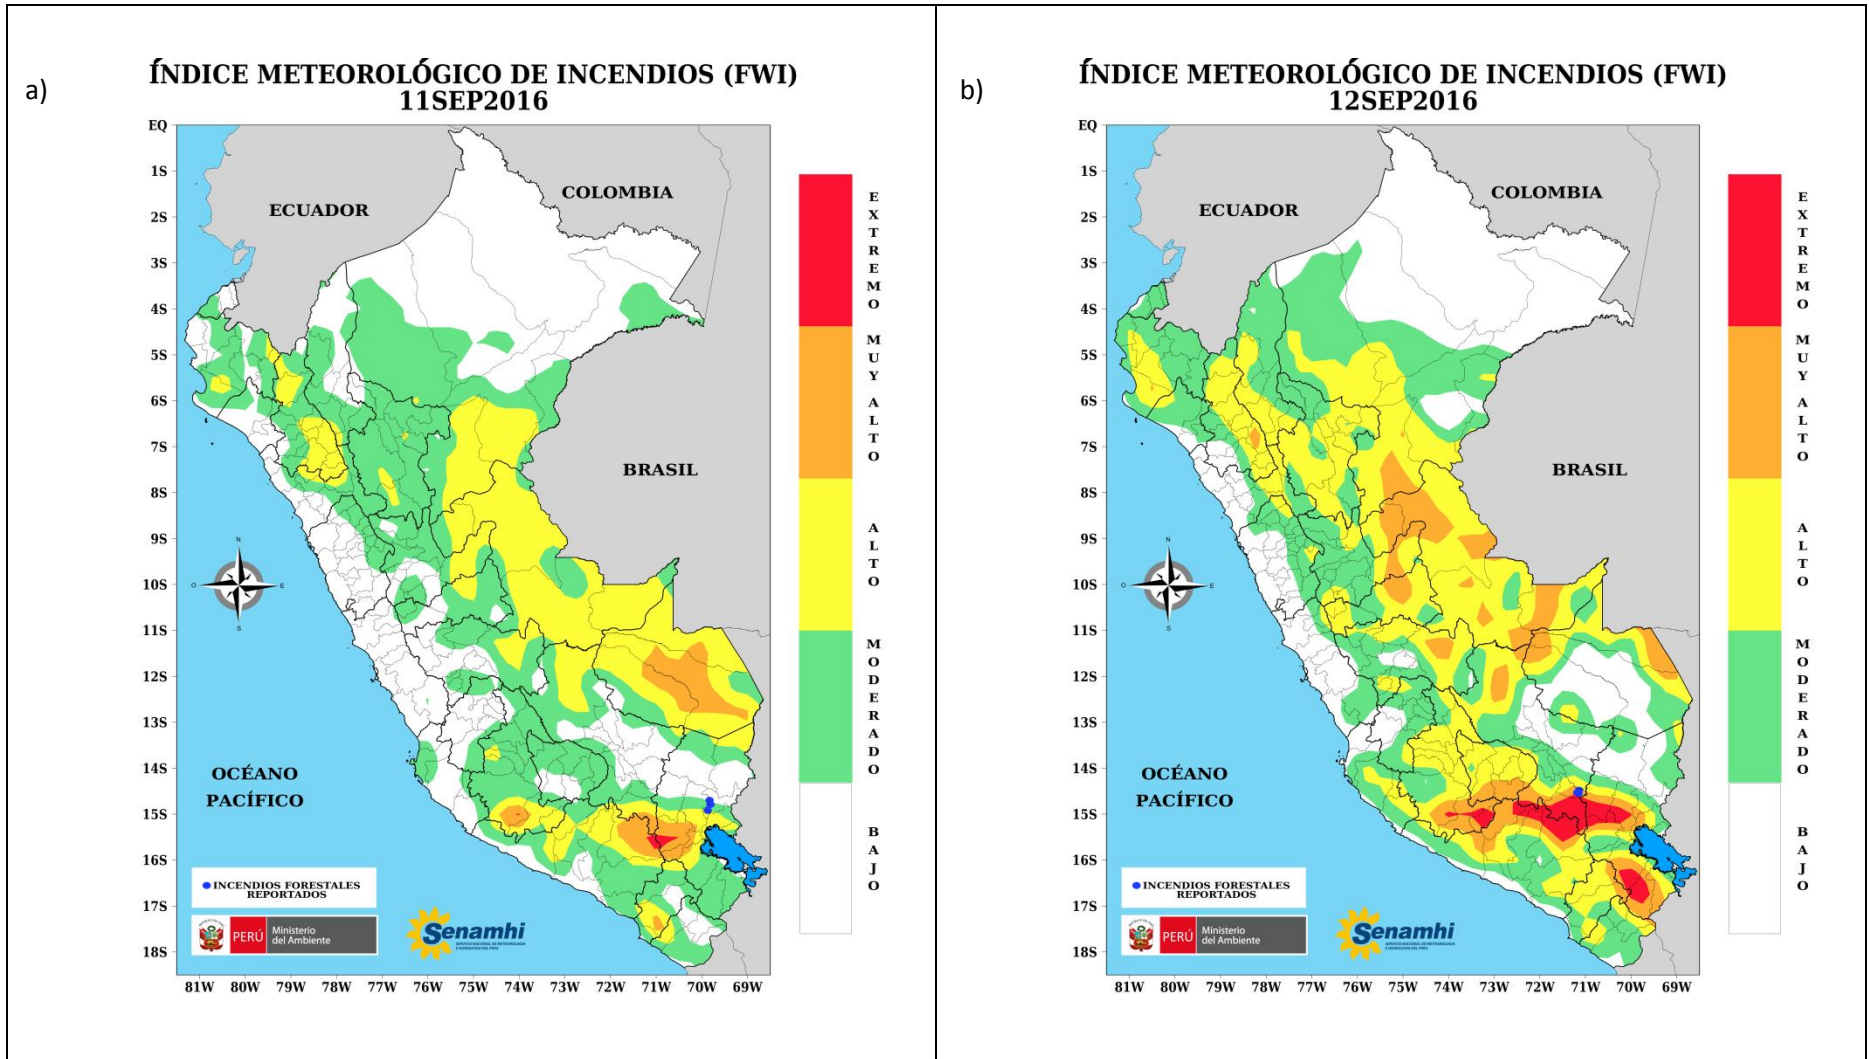 a)
ÍNDICE METEOROLÓGICO DE INCENDIOS (FWI)
11SEP2016
EQ
1S
2S
3S
4S
5S
6S
7S
8S
9S
10S
11S
12S
13S
14S
15S
16S
17S
18S
81W 80W 79W 78W 77W 76W 75W 74W 73W 72W 71W 70W 69W
ECUADOR
COLOMBIA
BRASIL
OCÉANO
PACÍFICO
N
O E
S
INCENDIOS FORESTALES
REPORTADOS
PERÚ
Ministerio
del Ambiente
Senamhi
EXTREMO
MUY ALTO
ALTO
MODERADO
BAJO
b)
ÍNDICE METEOROLÓGICO DE INCENDIOS (FWI)
12SEP2016
EQ
1S
2S
3S
4S
5S
6S
7S
8S
9S
10S
11S
12S
13S
14S
15S
16S
17S
18S
81W 80W 79W 78W 77W 76W 75W 74W 73W 72W 71W 70W 69W
ECUADOR
COLOMBIA
BRASIL
OCÉANO
PACÍFICO
N
O E
S
INCENDIOS FORESTALES
REPORTADOS
PERÚ
Ministerio
del Ambiente
Senamhi
EXTREMO
MUY ALTO
ALTO
MODERADO
BAJO